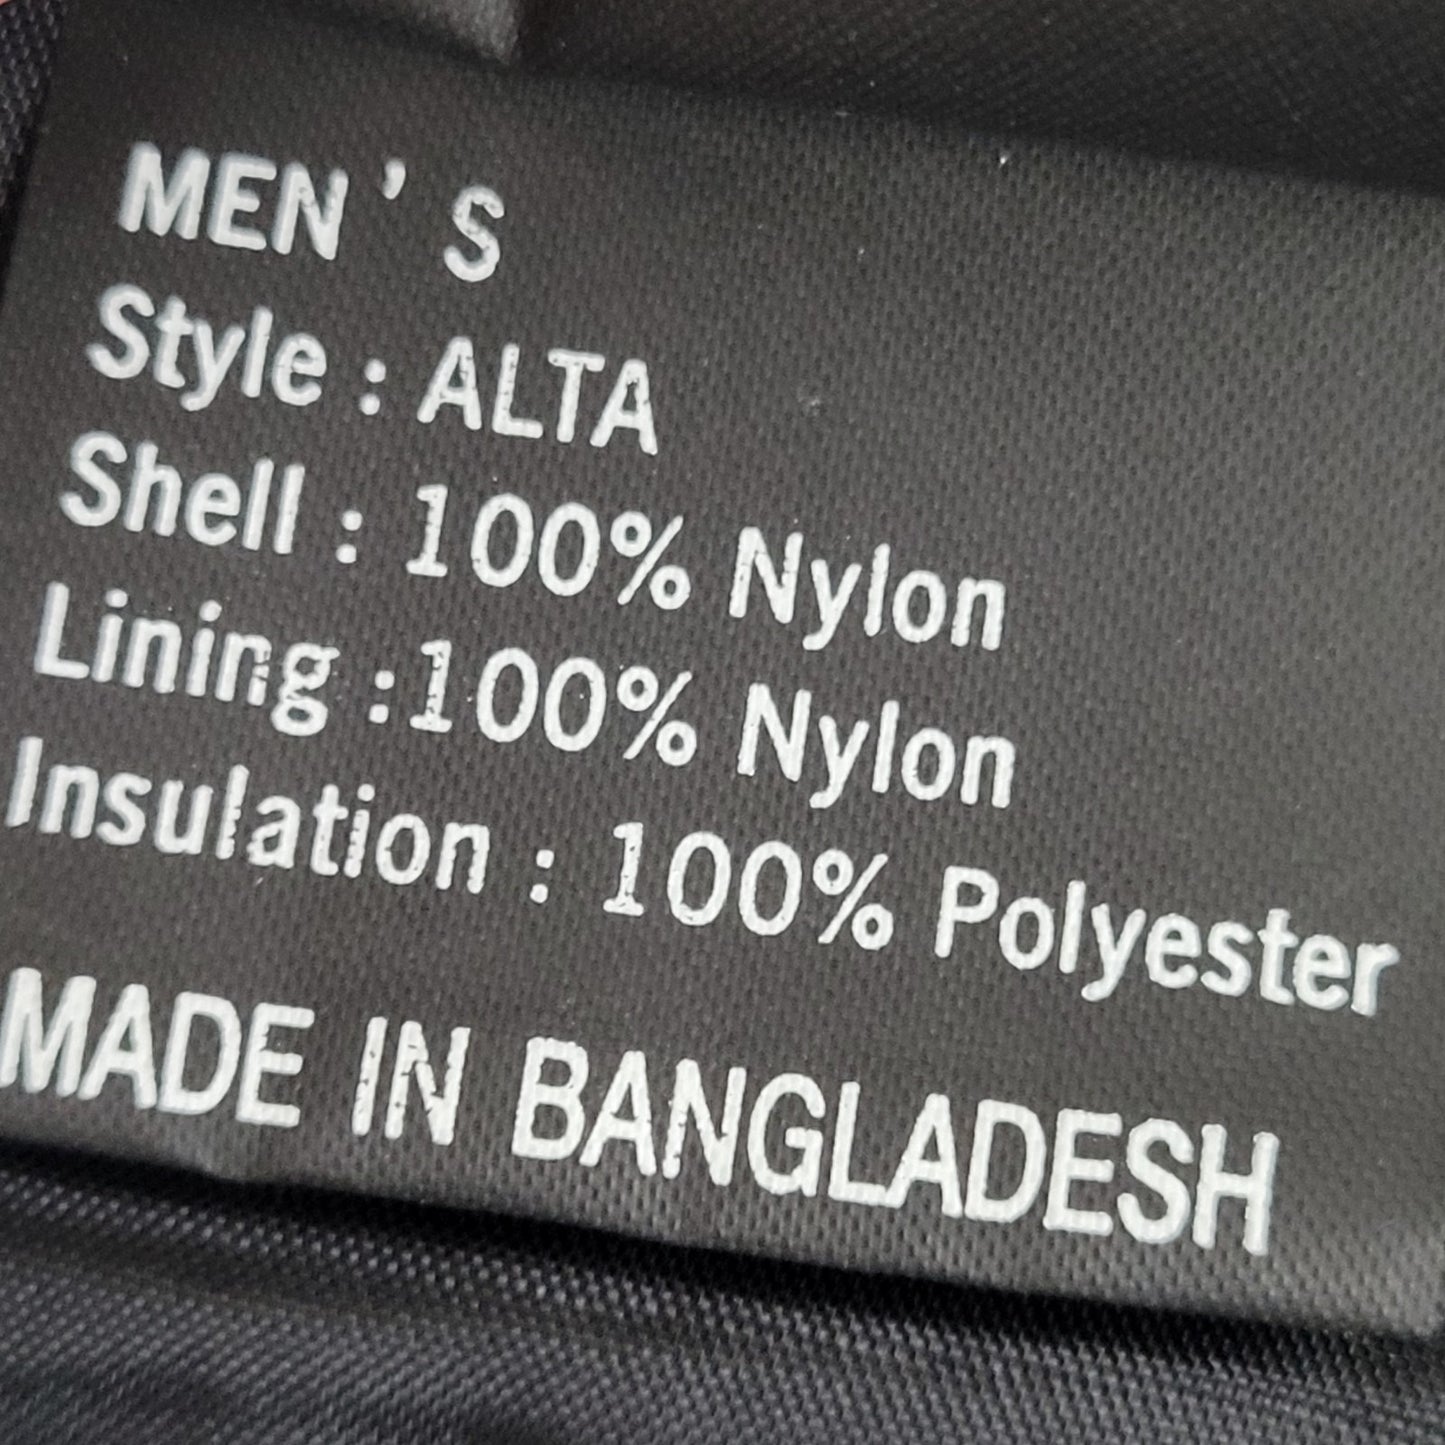 MEN'S
Style : ALTA
Shell : 100% Nylon
Lining :100% Nylon
Insulation : 100% Polyester
MADE IN BANGLADESH